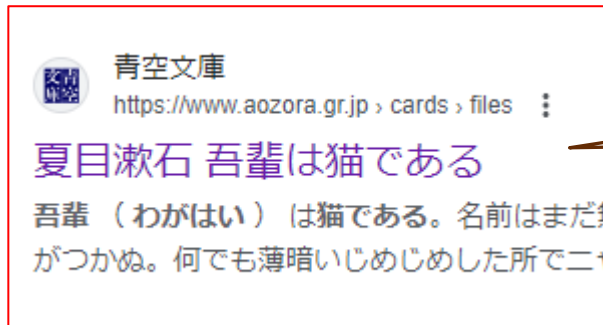 青空文庫
https://www.aozora.gr.jp › cards › files
夏目漱石 吾輩は猫である
吾輩 （ わがはい ） は猫である。名前はまだ
がつかぬ。何でも薄暗いじめじめした所でニ